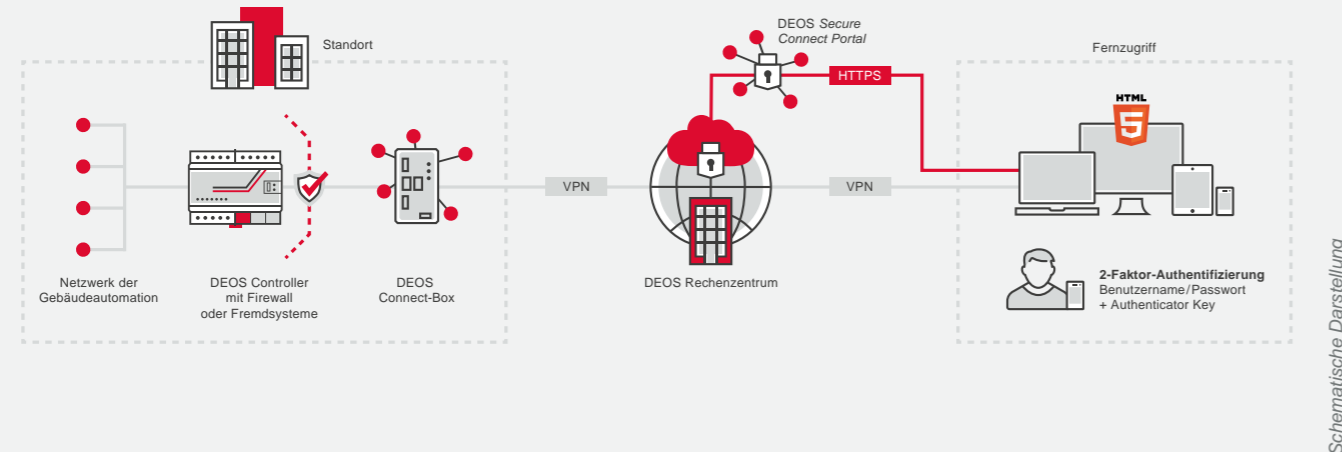 Standort
Netzwerk der
Gebäudeautomation
DEOS Controller
mit Firewall
oder Fremdsysteme
DEOS
Connect-Box
VPN
DEOS Secure
Connect Portal
HTTPS
DEOS Rechenzentrum
VPN
Fernzugriff
HTML
5
2-Faktor-Authentifizierung
Benutzername/Passwort
+ Authenticator Key
Schematische Darstellung